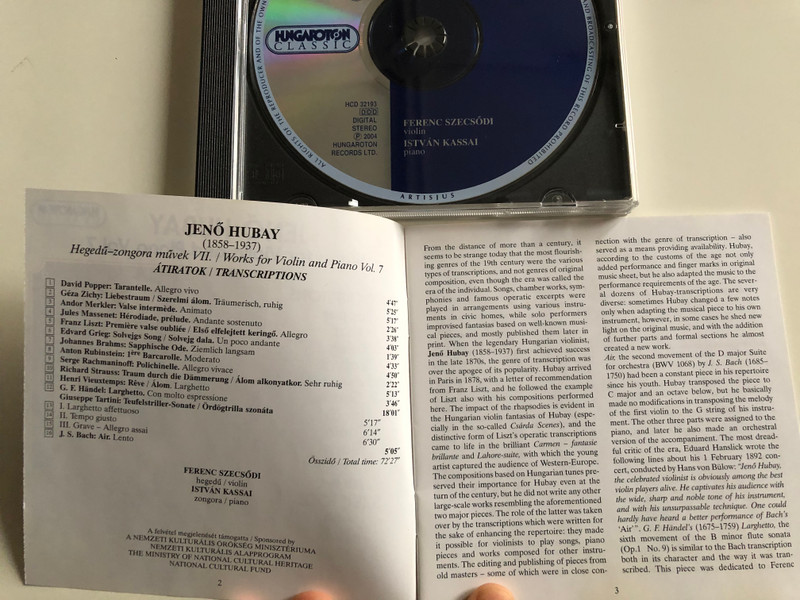 HUNGAROTON
CLASSIC
ALL RIGHTS OF THE REPRODUCER AND OF THE OWN
AND BROADCASTING OF THIS RECORD PROHIBITED
HCD 32193
DDD
DIGITAL
STEREO
Ⓟ 2004
HUNGAROTON
RECORDS LTD.
FERENC SZECSŐDI
violin
ISTVÁN KASSAI
piano
ARTISJUS
JENŐ HUBAY
(1858–1937)
Hegedű–zongora művek VII. / Works for Violin and Piano Vol. 7
ÁTIRATOK / TRANSCRIPTIONS
1 David Popper: Tarantelle. Allegro vivo 4'47"
2 Géza Zichy: Liebestraum / Szerelmi álom. Träumerisch, ruhig 5'25"
3 Andor Merkler: Valse intermède. Animato 5'17"
4 Jules Massenet: Hérodiade, prélude. Andante sostenuto 2'26"
5 Franz Liszt: Première valse oubliée / Első elfelejtett keringő. Allegro 3'38"
6 Edvard Grieg: Solvejgs Song / Solvejg dala. Un poco andante 4'03"
7 Johannes Brahms: Sapphische Ode. Ziemlich langsam 1'39"
8 Anton Rubinstein: 1ère Barcarolle. Moderato 4'33"
9 Serge Rachmaninoff: Polichinelle. Allegro vivace 4'50"
10 Richard Strauss: Traum durch die Dämmerung / Álom alkonyatkor. Sehr ruhig 2'22"
11 Henri Vieuxtemps: Rêve / Álom. Larghetto 5'13"
12 G. F. Händel: Larghetto. Con molto espressione 3'46"
Giuseppe Tartini: Teufelstriller-Sonate / Ördögtrilla szonáta 18'01"
13 I. Larghetto affettuoso 5'17"
14 II. Tempo giusto 6'14"
15 III. Grave – Allegro assai 6'30"
16 J. S. Bach: Air. Lento 5'05"
Összidő / Total time: 72'27"
FERENC SZECSŐDI
hegedű / violin
ISTVÁN KASSAI
zongora / piano
A felvétel megjelenését támogatta / Sponsored by
A NEMZETI KULTURÁLIS ÖRÖKSÉG MINISZTÉRIUMA
NEMZETI KULTURÁLIS ALAPPROGRAM
THE MINISTRY OF NATIONAL CULTURAL HERITAGE
NATIONAL CULTURAL FUND
2
From the distance of more than a century, it
seems to be strange today that the most flourish-
ing genres of the 19th century were the various
types of transcriptions, and not genres of original
composition, even though the era was called the
era of the individual. Songs, chamber works, sym-
phonies and famous operatic excerpts were
played in arrangements using various instru-
ments in civic homes, while solo performers
improvised fantasias based on well-known musi-
cal pieces, and mostly published them later in
print. When the legendary Hungarian violinist,
Jenő Hubay (1858–1937) first achieved success
in the late 1870s, the genre of transcription was
over the apogee of its popularity. Hubay arrived
in Paris in 1878, with a letter of recommendation
from Franz Liszt, and he followed the example
of Liszt also with his compositions performed
here. The impact of the rhapsodies is evident in
the Hungarian violin fantasias of Hubay (espe-
cially in the so-called Csárda Scenes), and the
distinctive form of Liszt's operatic transcriptions
came to life in the brilliant Carmen – fantasie
brillante and Lahore-suite, with which the young
artist captured the audience of Western-Europe.
The compositions based on Hungarian tunes pre-
served their importance for Hubay even at the
turn of the century, but he did not write any other
large-scale works resembling the aforementioned
two major pieces. The role of the latter was taken
over by the transcriptions which were written for
the sake of enhancing the repertoire: they made
it possible for violinists to play songs, piano
pieces and works composed for other instru-
ments. The editing and publishing of pieces from
old masters – some of which were in close con-
nection with the genre of transcription – also
served as a means providing availability. Hubay,
according to the customs of the age not only
added performance and finger marks in original
music sheet, but he also adapted the music to the
performance requirements of the age. The sever-
al dozens of Hubay-transcriptions are very
diverse: sometimes Hubay changed a few notes
only when adapting the musical piece to his own
instrument, however, in some cases he shed new
light on the original music, and with the addition
of further parts and formal sections he almost
created a new work.
Air, the second movement of the D major Suite
for orchestra (BWV 1068) by J. S. Bach (1685–
1750) had been a constant piece in his repertoire
since his youth. Hubay transposed the piece to
C major and an octave below, but he basically
made no modifications in transposing the melody
of the first violin to the G string of his instru-
ment. The other three parts were assigned to the
piano, and later he also made an orchestral
version of the accompaniment. The most dread-
ful critic of the era, Eduard Hanslick wrote the
following lines about his 1 February 1892 con-
cert, conducted by Hans von Bülow: "Jenő Hubay,
the celebrated violinist is obviously among the best
violin players alive. He captivates his audience with
the wide, sharp and noble tone of his instrument,
and with his unsurpassable technique. One could
hardly have heard a better performance of Bach's
'Air'". G. F. Händel's (1675–1759) Larghetto, the
sixth movement of the B minor flute sonata
(Op.1 No. 9) is similar to the Bach transcription
both in its character and the way it was tran-
scribed. This piece was dedicated to Ferenc
3